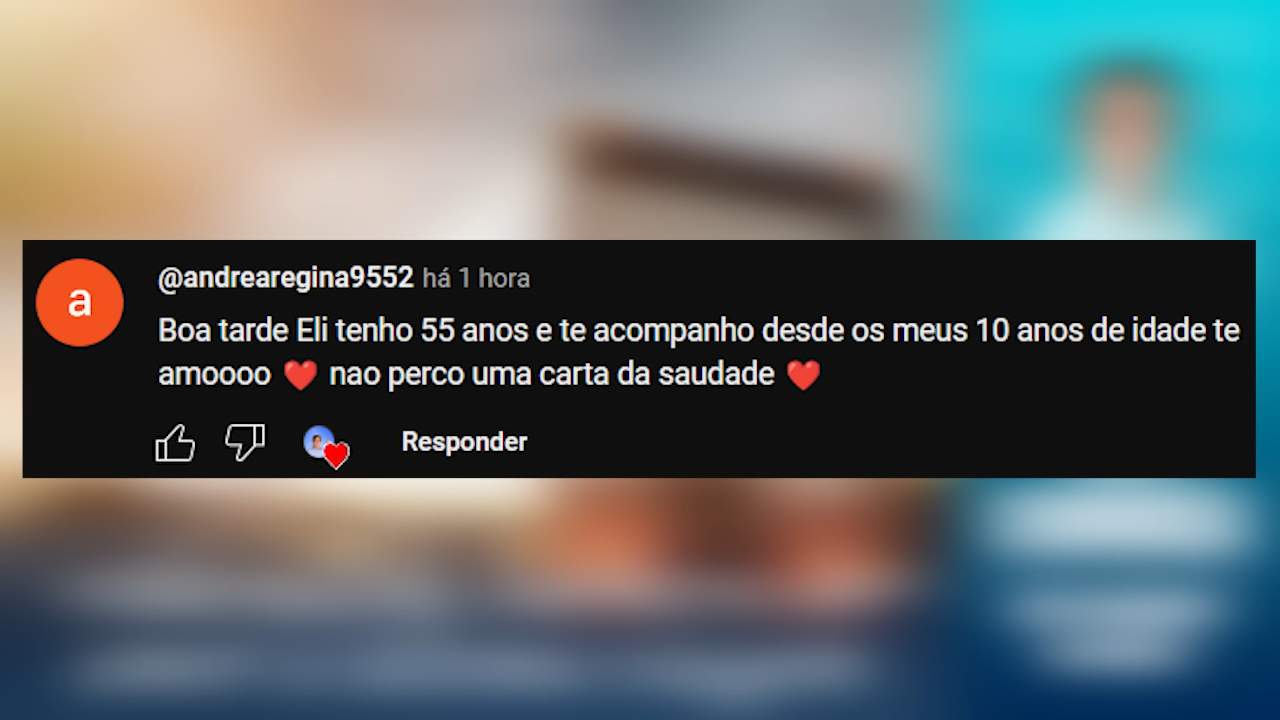 a
@andrearegina9552 há 1 hora
Boa tarde Eli tenho 55 anos e te acompanho desde os meus 10 anos de idade te
amoooo ❤️ nao perco uma carta da saudade ❤️
Responder